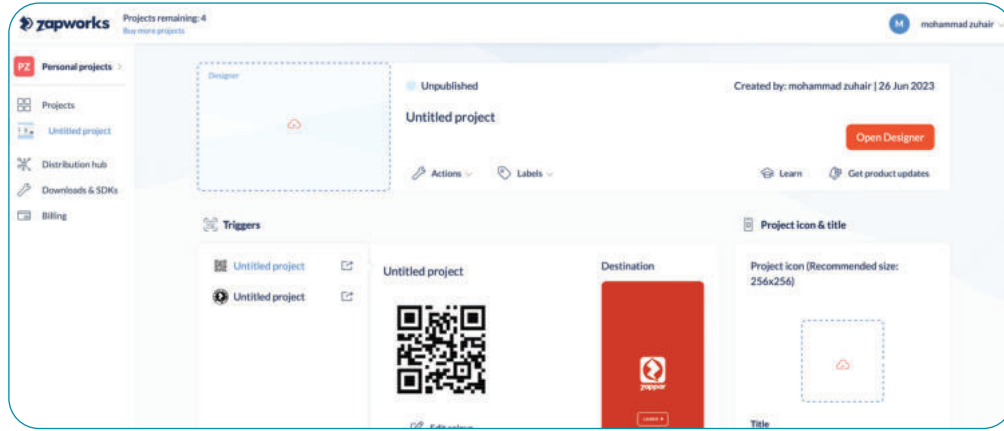 zapworks
Projects remaining: 4
Buy more projects
M
mohammad zuhair
PZ
Personal projects
Projects
Untitled project
Distribution hub
Downloads & SDKs
Billing
Designer
Unpublished
Created by: mohammad zuhair | 26 Jun 2023
Untitled project
Open Designer
Actions
Labels
Learn
Get product updates
Triggers
Project icon & title
Untitled project
Untitled project
Untitled project
Destination
zappar
Project icon (Recommended size:
256x256)
Edit colour
Title